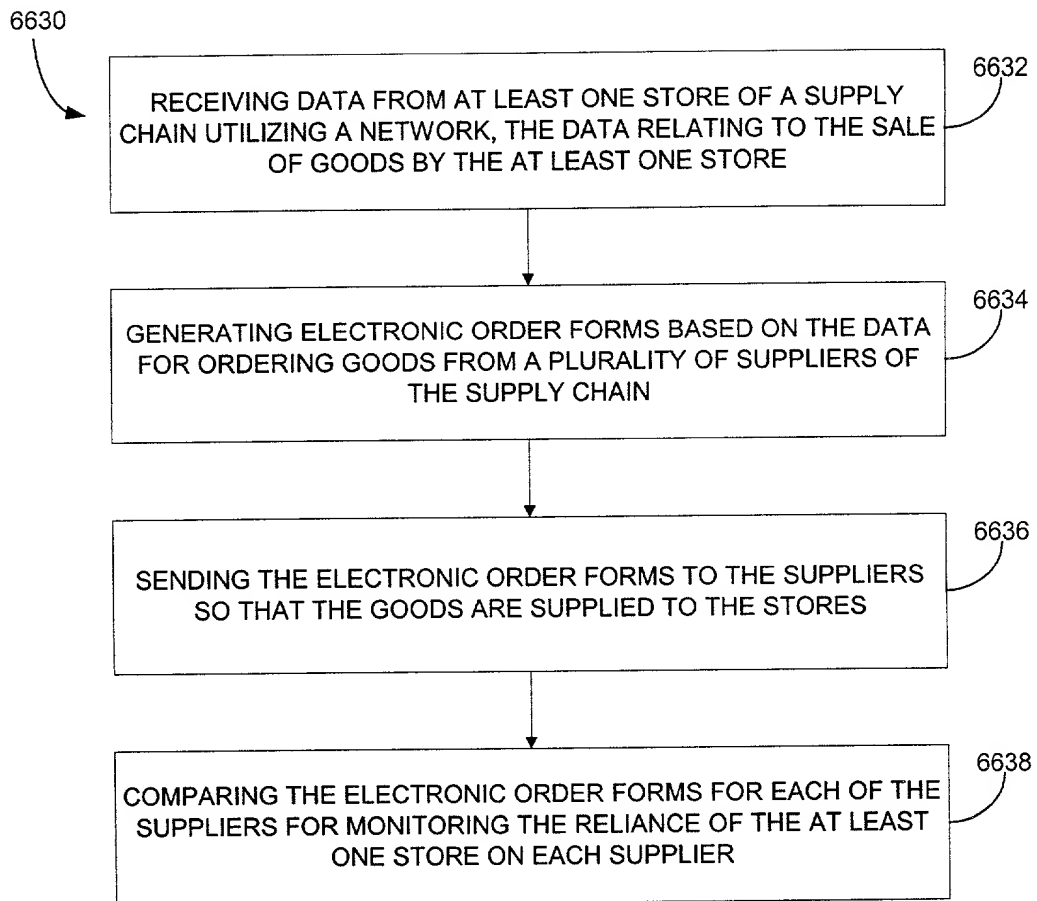 6630
6632
RECEIVING DATA FROM AT LEAST ONE STORE OF A SUPPLY
CHAIN UTILIZING A NETWORK, THE DATA RELATING TO THE SALE
OF GOODS BY THE AT LEAST ONE STORE
6634
GENERATING ELECTRONIC ORDER FORMS BASED ON THE DATA
FOR ORDERING GOODS FROM A PLURALITY OF SUPPLIERS OF
THE SUPPLY CHAIN
6636
SENDING THE ELECTRONIC ORDER FORMS TO THE SUPPLIERS
SO THAT THE GOODS ARE SUPPLIED TO THE STORES
6638
COMPARING THE ELECTRONIC ORDER FORMS FOR EACH OF THE
SUPPLIERS FOR MONITORING THE RELIANCE OF THE AT LEAST
ONE STORE ON EACH SUPPLIER